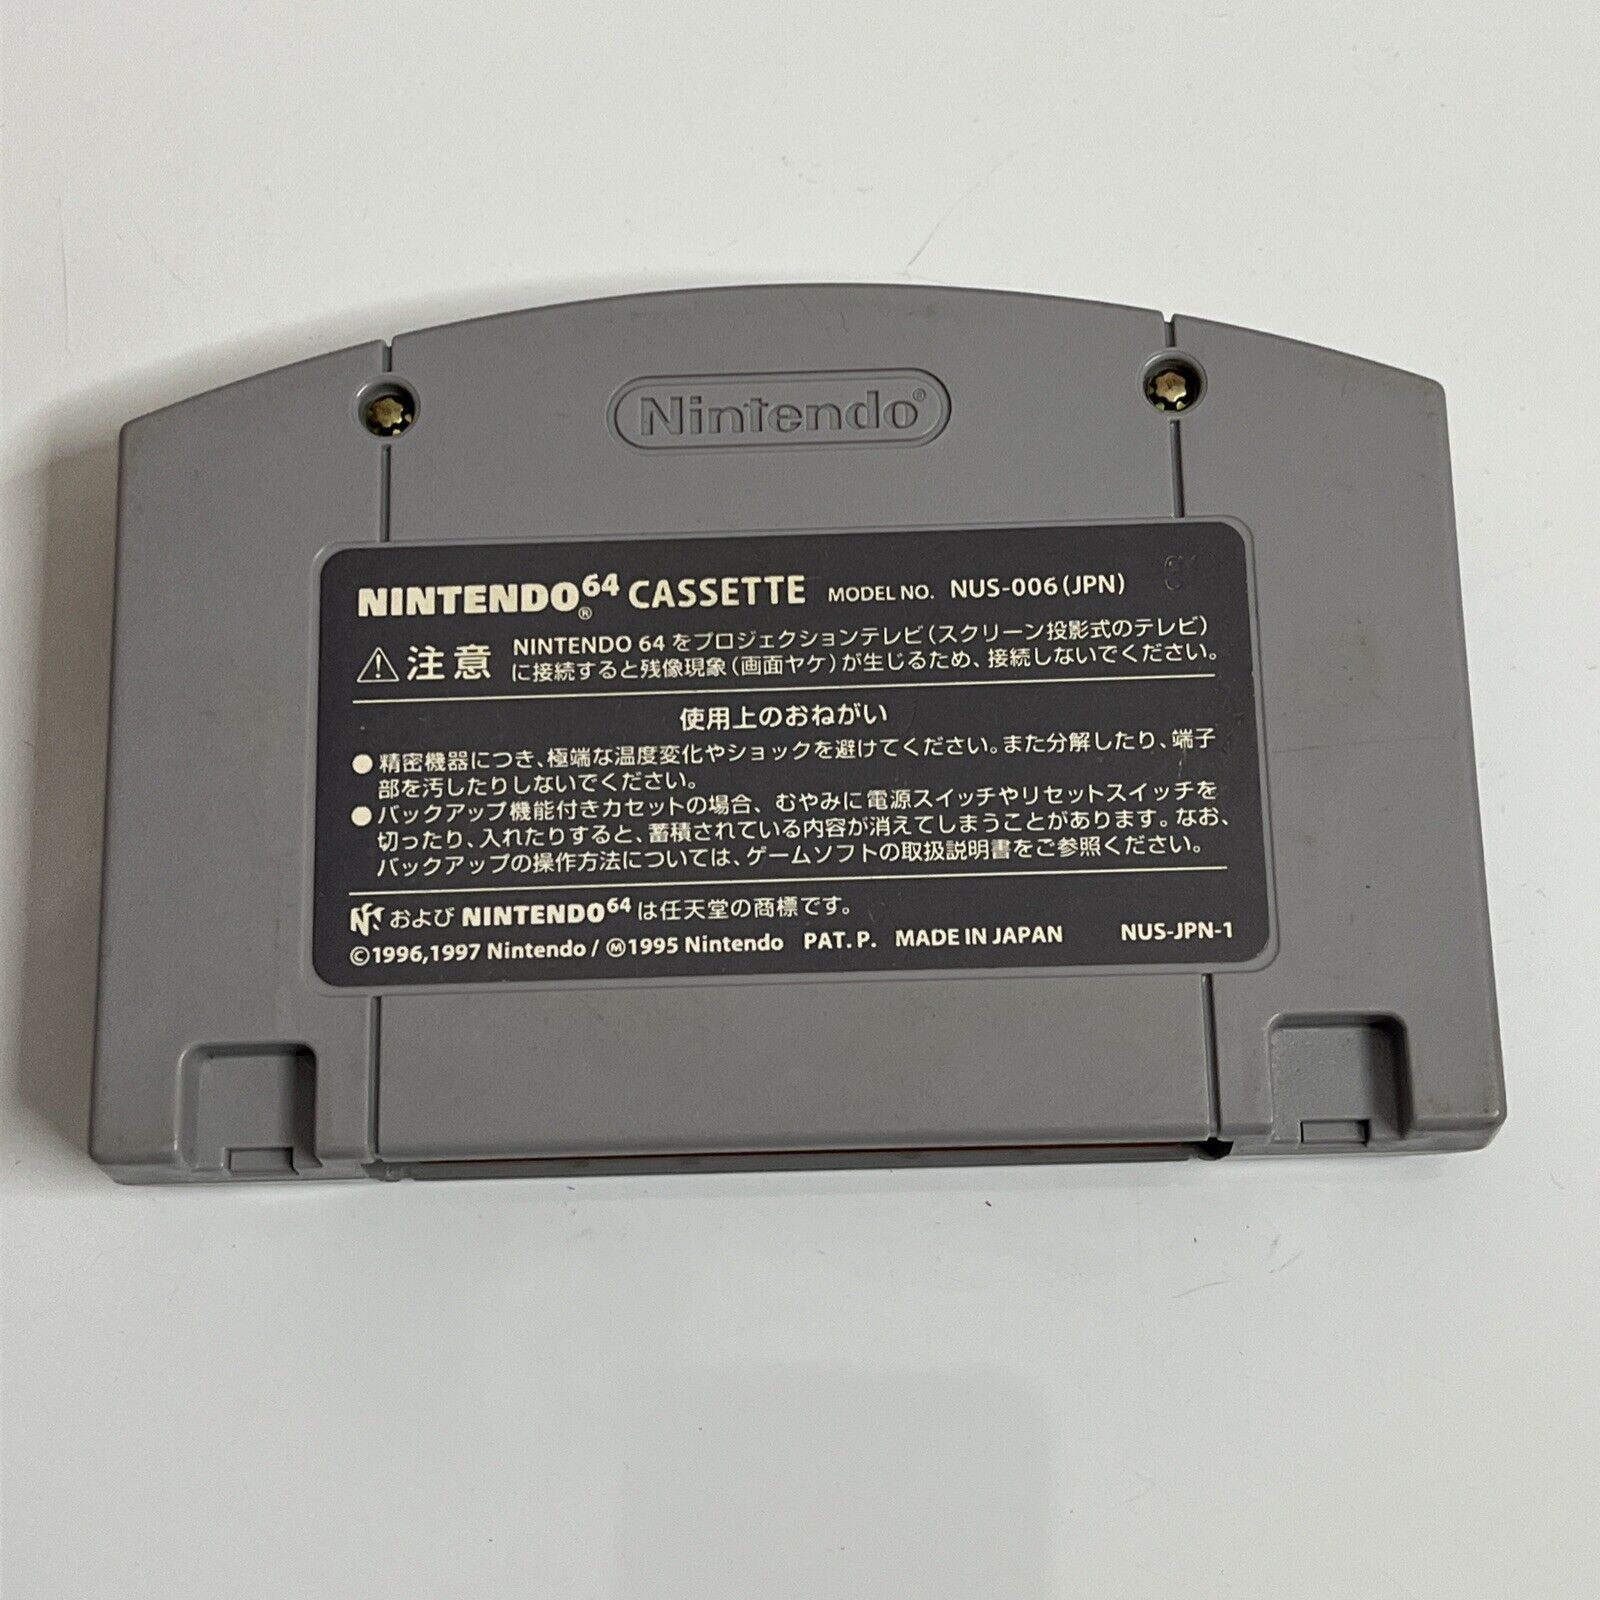 Nintendo®
NINTENDO®64 CASSETTE MODEL NO. NUS-006(JPN)
⚠注意 NINTENDO 64 をプロジェクションテレビ(スクリーン投影式のテレビ)
に接続すると残像現象(画面ヤケ)が生じるため、接続しないでください。
使用上のおねがい
●精密機器につき、極端な温度変化やショックを避けてください。また分解したり、端子
部を汚したりしないでください。
●バックアップ機能付きカセットの場合、むやみに電源スイッチやリセットスイッチを
切ったり、入れたりすると、蓄積されている内容が消えてしまうことがあります。なお、
バックアップの操作方法については、ゲームソフトの取扱説明書をご参照ください。
および NINTENDO64 は任天堂の商標です。
©1996,1997 Nintendo / Ⓜ1995 Nintendo PAT. P. MADE IN JAPAN NUS-JPN-1